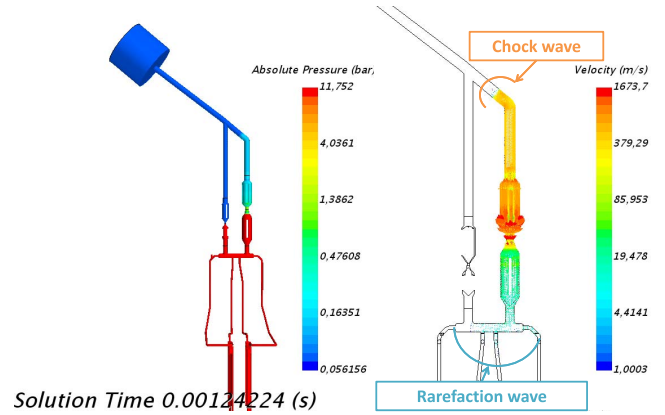 Chock wave
Absolute Pressure (bar,
Velocity (m/s)
11,752
1673,7
4,0361
379,29
1,3862
85,953
0,47608
19,478
0,16351
4,4141
0,056156
1,0003
Rarefaction wave
Solution Time 0.00124224 (s)